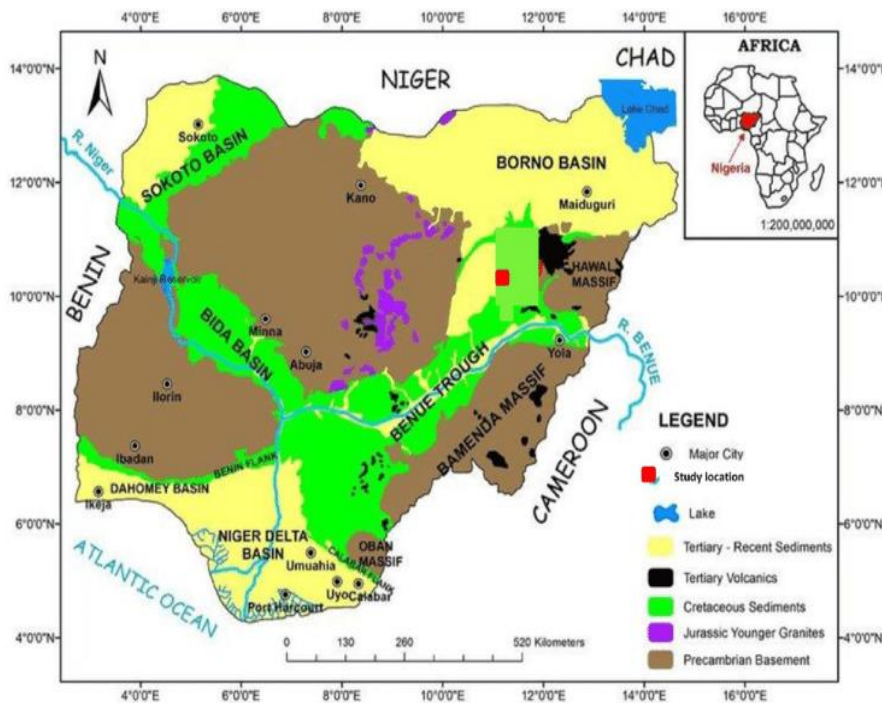 4°0'0"E 6°0'0"E 8°0'0"E 10°0'0"E 12°0'0"E 14°0'0"E 16°0'0"E
N
NIGER
CHAD
AFRICA
Nigeria
1:200,000,000
14°0'0"N
12°0'0"N
10°0'0"N
8°0'0"N
6°0'0"N
4°0'0"N
14°0'0"N
12°0'0"N
10°0'0"N
8°0'0"N
6°0'0"N
4°0'0"N
Lake Chad
Sokoto
R. Niger
SOKOTO BASIN
BORNO BASIN
Kano
Maiduguri
BENIN
Kainji Reservoir
HAWAL
MASSIF
BIDA BASIN
Minna
Abuja
Yola
R. BENUE
BENUE TROUGH
Ilorin
BAMENDA MASSIF
CAMEROON
Ibadan
BENIN FLANK
DAHOMEY BASIN
Ikeja
NIGER DELTA
BASIN
OBAN
MASSIF
Umuahia
CALABAR FLANK
Uyo
Calabar
Port Harcourt
ATLANTIC OCEAN
0 130 260 520 Kilometers
LEGEND
Major City
Study location
Lake
Tertiary - Recent Sediments
Tertiary Volcanics
Cretaceous Sediments
Jurassic Younger Granites
Precambrian Basement
4°0'0"E 6°0'0"E 8°0'0"E 10°0'0"E 12°0'0"E 14°0'0"E 16°0'0"E